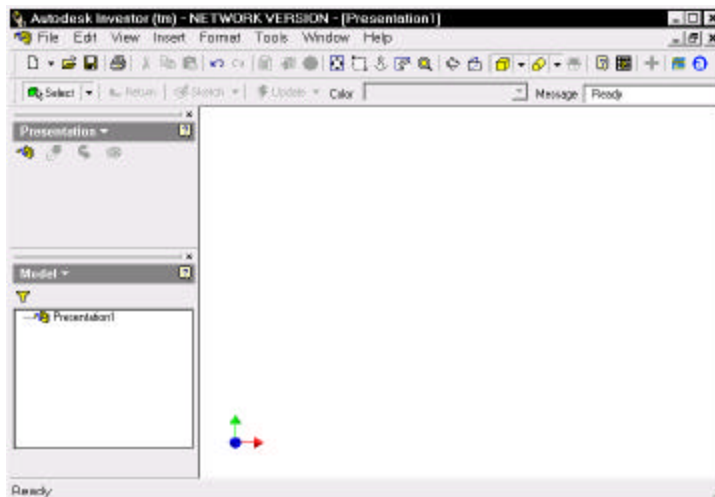 Autodesk Inventor (tm) - NETWORK VERSION - [Presentation1]
File Edit View Insert Format Tools Window Help
Select Return Sketch Update Color Message Ready
Presentation
Model
Presentation1
Ready